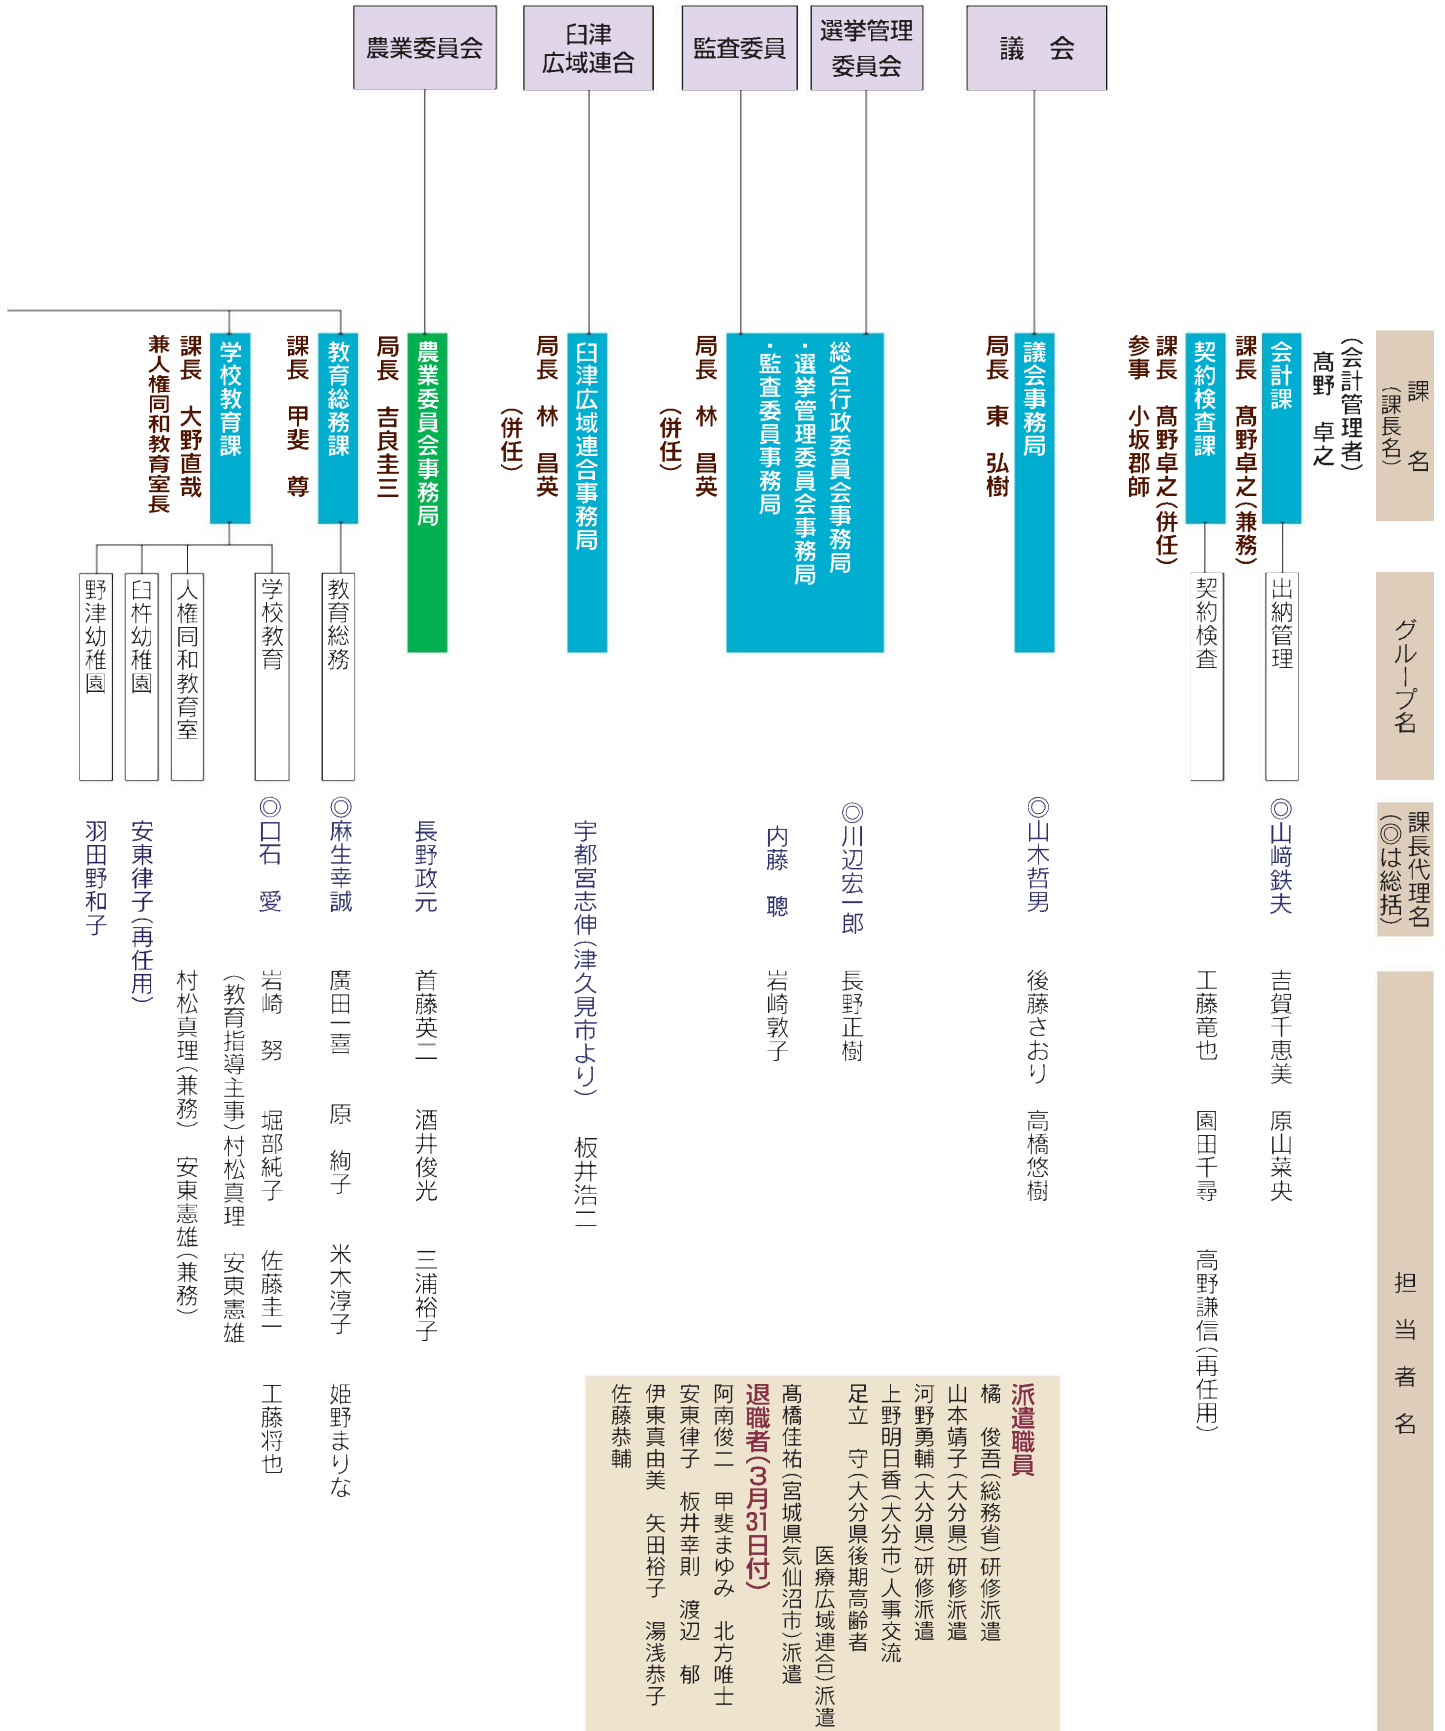 課　名
（課長名）
グループ名
課長代理名
（◎は総括）
担　当　者　名
（会計管理者）
髙野　卓之
会計課
課長　髙野卓之（兼務）
出納管理
◎山﨑鉄夫
吉賀千恵美　原山菜央
契約検査課
課長　髙野卓之（併任）
参事　小坂郡師
契約検査
工藤竜也　園田千尋　高野謙信（再任用）
議　会
議会事務局
局長　東　弘樹
◎山木哲男
後藤さおり　高橋悠樹
選挙管理
委員会
監査委員
総合行政委員会事務局
・選挙管理委員会事務局
・監査委員事務局
局長　林　昌英
（併任）
◎川辺宏一郎
長野正樹
内藤　聰
岩崎敦子
臼津
広域連合
臼津広域連合事務局
局長　林　昌英
（併任）
宇都宮志伸（津久見市より）　板井浩二
農業委員会
農業委員会事務局
局長　吉良圭三
長野政元
首藤英二　酒井俊光　三浦裕子
教育総務課
課長　甲斐　尊
教育総務
◎麻生幸誠
廣田一喜　原　絢子　米木淳子　姫野まりな
学校教育課
課長　大野直哉
兼人権同和教育室長
学校教育
◎口石　愛
岩崎　努　堀部純子　佐藤圭一　工藤将也
（教育指導主事）村松真理　安東憲雄
人権同和教育室
村松真理（兼務）　安東憲雄（兼務）
臼杵幼稚園
安東律子（再任用）
野津幼稚園
羽田野和子
派遣職員
橘　俊吾（総務省）研修派遣
山本靖子（大分県）研修派遣
河野勇輔（大分県）研修派遣
上野明日香（大分市）人事交流
足立　守（大分県後期高齢者
医療広域連合）派遣
髙橋佳祐（宮城県気仙沼市）派遣
退職者（3月31日付）
阿南俊二　甲斐まゆみ　北方唯士
安東律子　板井幸則　渡辺　郁
伊東真由美　矢田裕子　湯浅恭子
佐藤恭輔